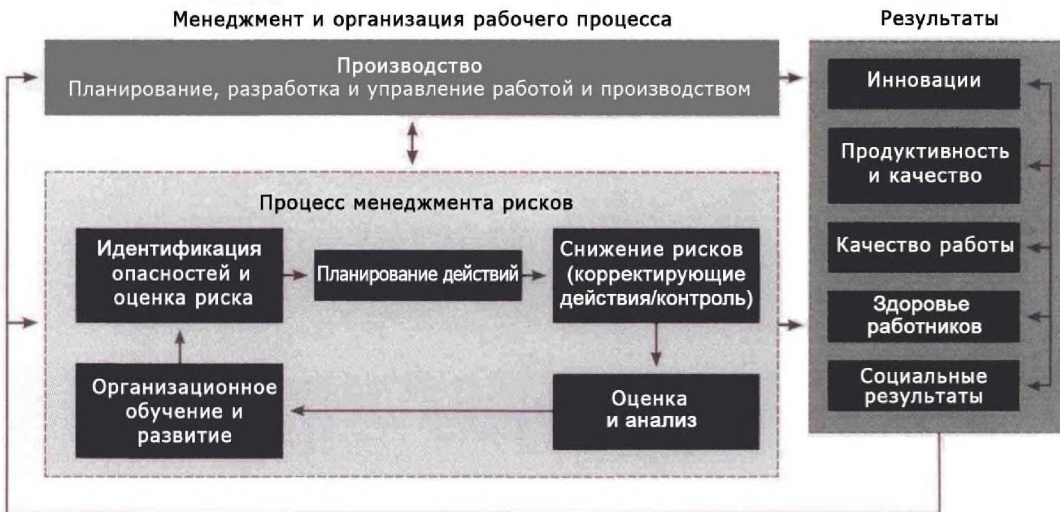 Менеджмент и организация рабочего процесса
Результаты
Производство
Планирование, разработка и управление работой и производством
Процесс менеджмента рисков
Идентификация
опасностей и
оценка риска
Планирование действий
Снижение рисков
(корректирующие
действия/контроль)
Организационное
обучение и
развитие
Оценка
и анализ
Инновации
Продуктивность
и качество
Качество работы
Здоровье
работников
Социальные
результаты